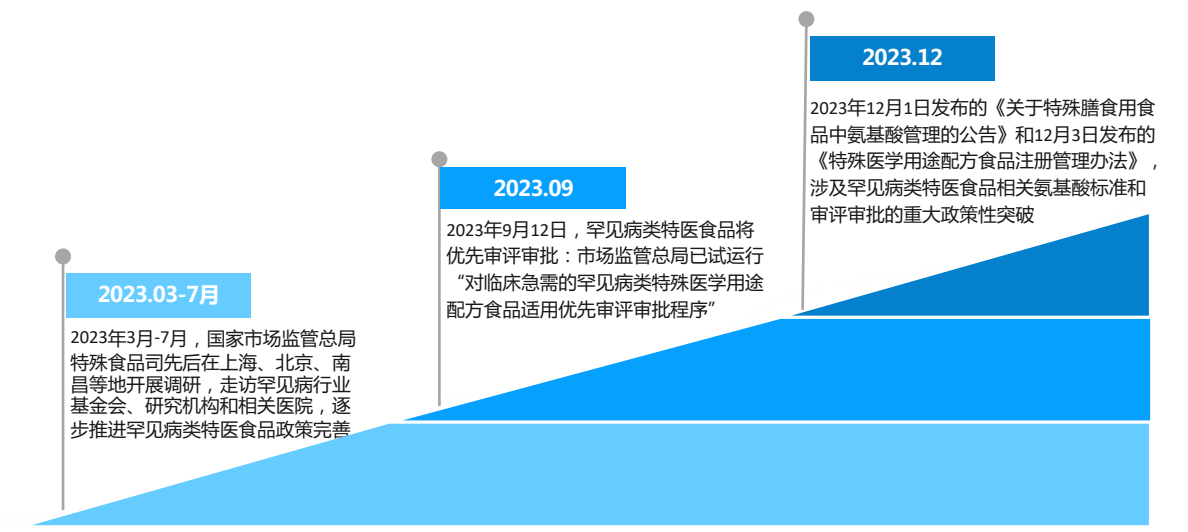 2023.03-7月
2023年3月-7月，国家市场监管总局
特殊食品司先后在上海、北京、南
昌等地开展调研，走访罕见病行业
基金会、研究机构和相关医院，逐
步推进罕见病类特医食品政策完善
2023.09
2023年9月12日，罕见病类特医食品将
优先审评审批：市场监管总局已试运行
“对临床急需的罕见病类特殊医学用途
配方食品适用优先审评审批程序”
2023.12
2023年12月1日发布的《关于特殊膳食用食
品中氨基酸管理的公告》和12月3日发布的
《特殊医学用途配方食品注册管理办法》，
涉及罕见病类特医食品相关氨基酸标准和
审评审批的重大政策性突破